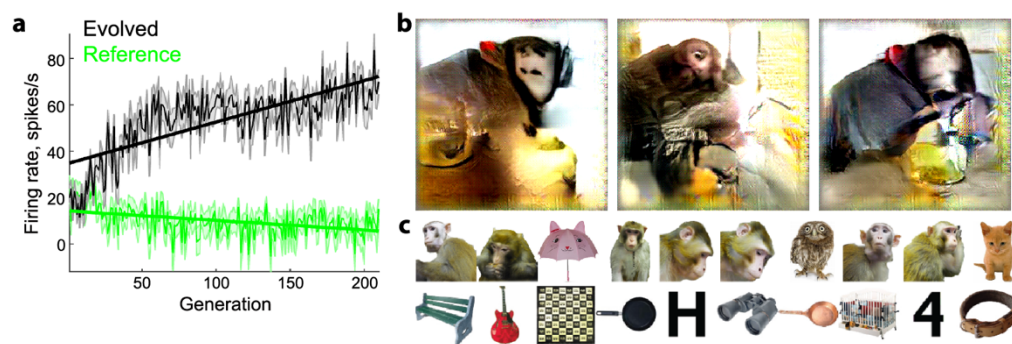 a
Evolved
Reference
Firing rate, spikes/s
80
60
40
20
0
50
100
150
200
Generation
b
c
H
4